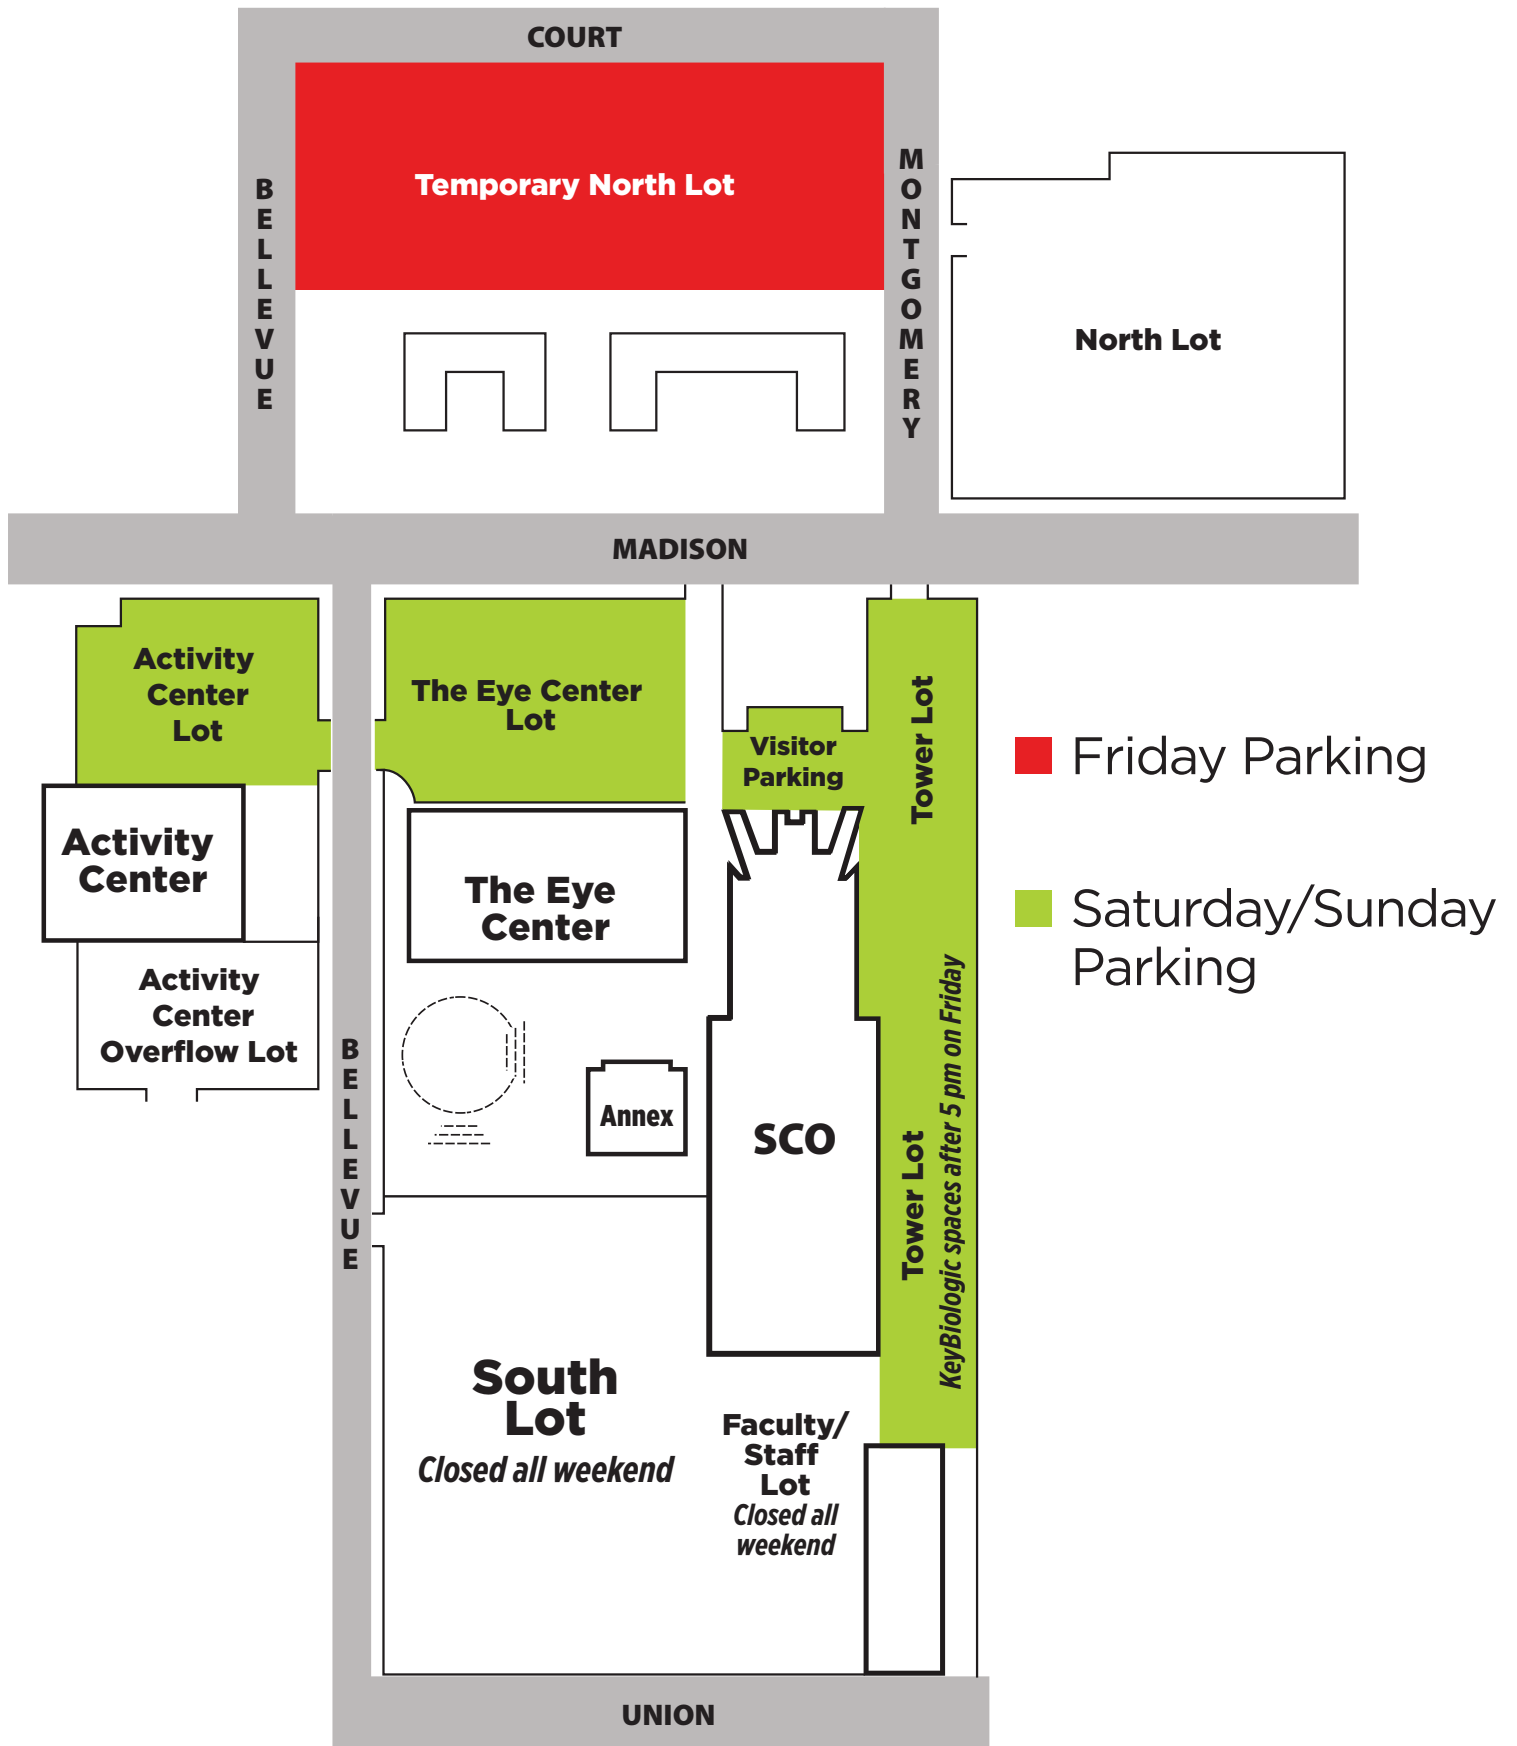 COURT
BELLEVUE
Temporary North Lot
MONTGOMERY
North Lot
MADISON
Activity
Center
Lot
The Eye Center
Lot
Visitor
Parking
Tower Lot
Friday Parking
Saturday/Sunday
Parking
Activity
Center
The Eye
Center
Activity
Center
Overflow Lot
BELLEVUE
Annex
SCO
Tower Lot
KeyBiologic spaces after 5 pm on Friday
South
Lot
Closed all weekend
Faculty/
Staff
Lot
Closed all
weekend
UNION